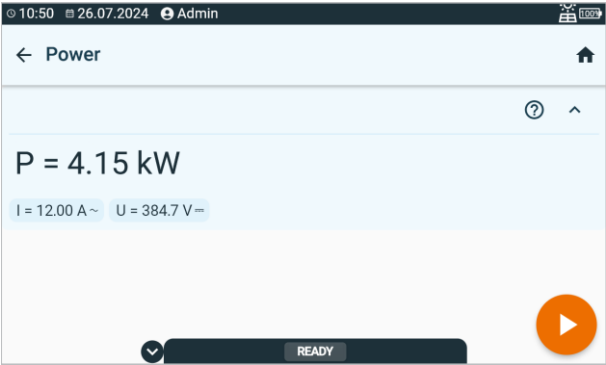 10:50 26.07.2024 Admin 100%
Power
P = 4.15 kW
I = 12.00 A ~ U = 384.7 V ⎓
READY